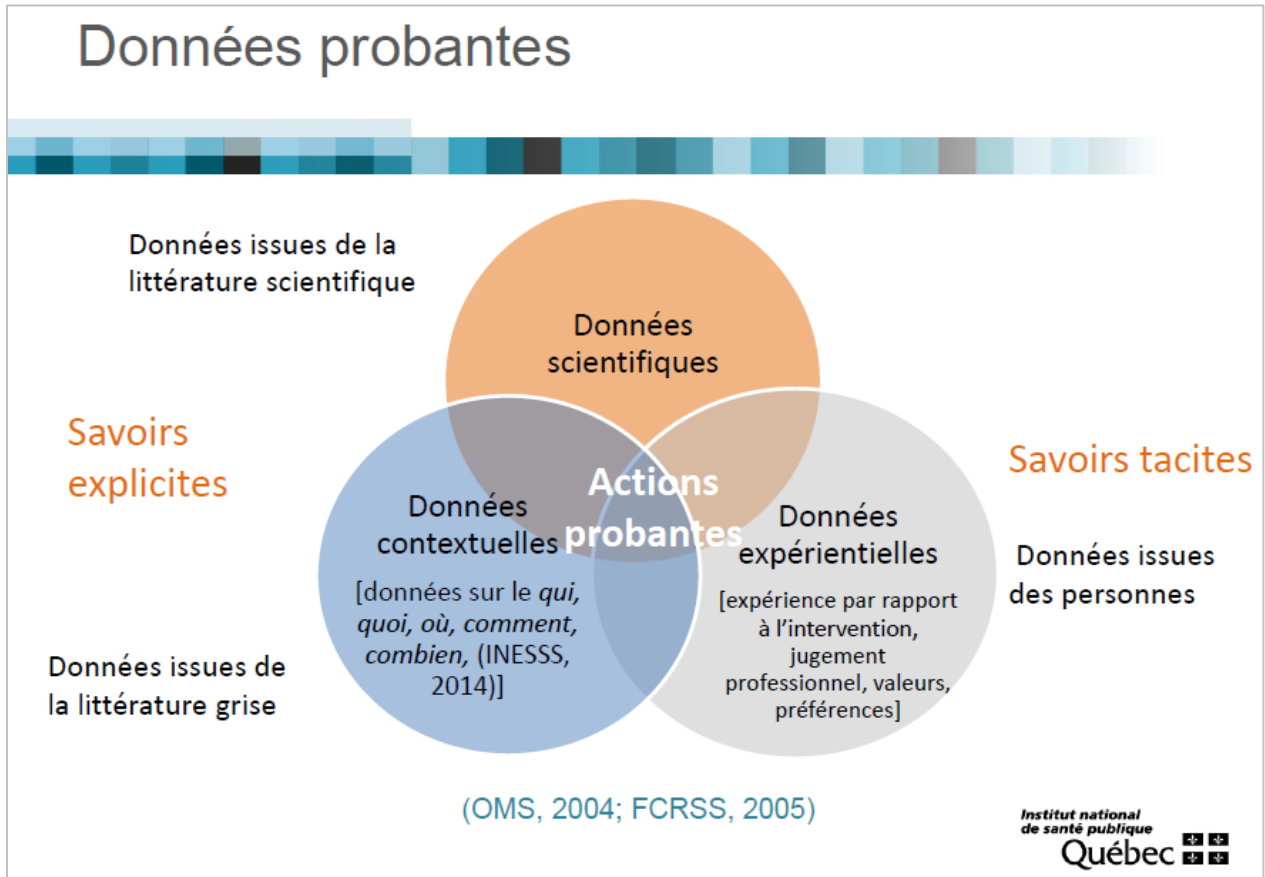 Données probantes
Données issues de la
littérature scientifique
Données
scientifiques
Savoirs
explicites
Savoirs tacites
Actions
probantes
Données
contextuelles
[données sur le qui,
quoi, où, comment,
combien, (INESSS,
2014)]
Données
expérientielles
[expérience par rapport
à l’intervention,
jugement
professionnel, valeurs,
préférences]
Données issues
des personnes
Données issues de
la littérature grise
(OMS, 2004; FCRSS, 2005)
Institut national
de santé publique
Québec